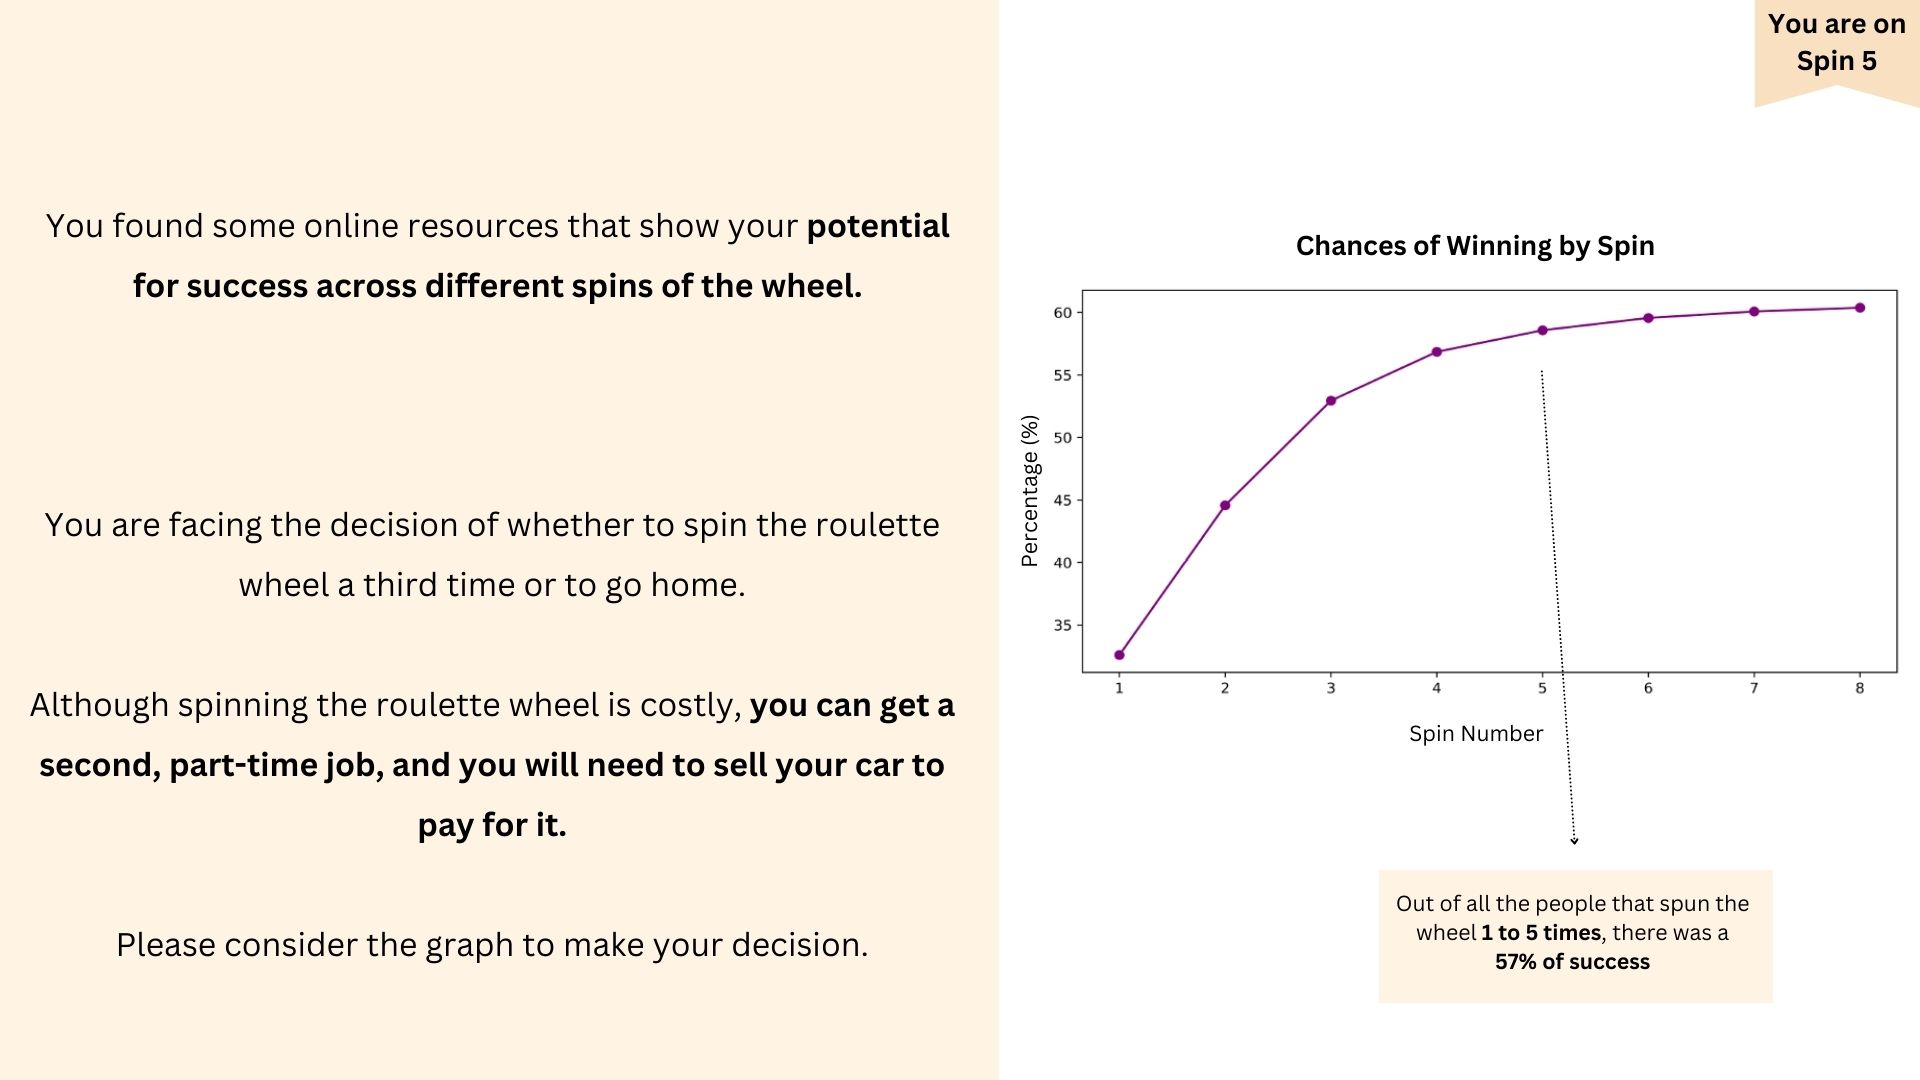 You are on
Spin 5
You found some online resources that show your potential
for success across different spins of the wheel.
You are facing the decision of whether to spin the roulette
wheel a third time or to go home.
Although spinning the roulette wheel is costly, you can get a
second, part-time job, and you will need to sell your car to
pay for it.
Please consider the graph to make your decision.
Chances of Winning by Spin
Percentage (%)
60
55
50
45
40
35
1 2 3 4 5 6 7 8
Spin Number
Out of all the people that spun the
wheel 1 to 5 times, there was a
57% of success